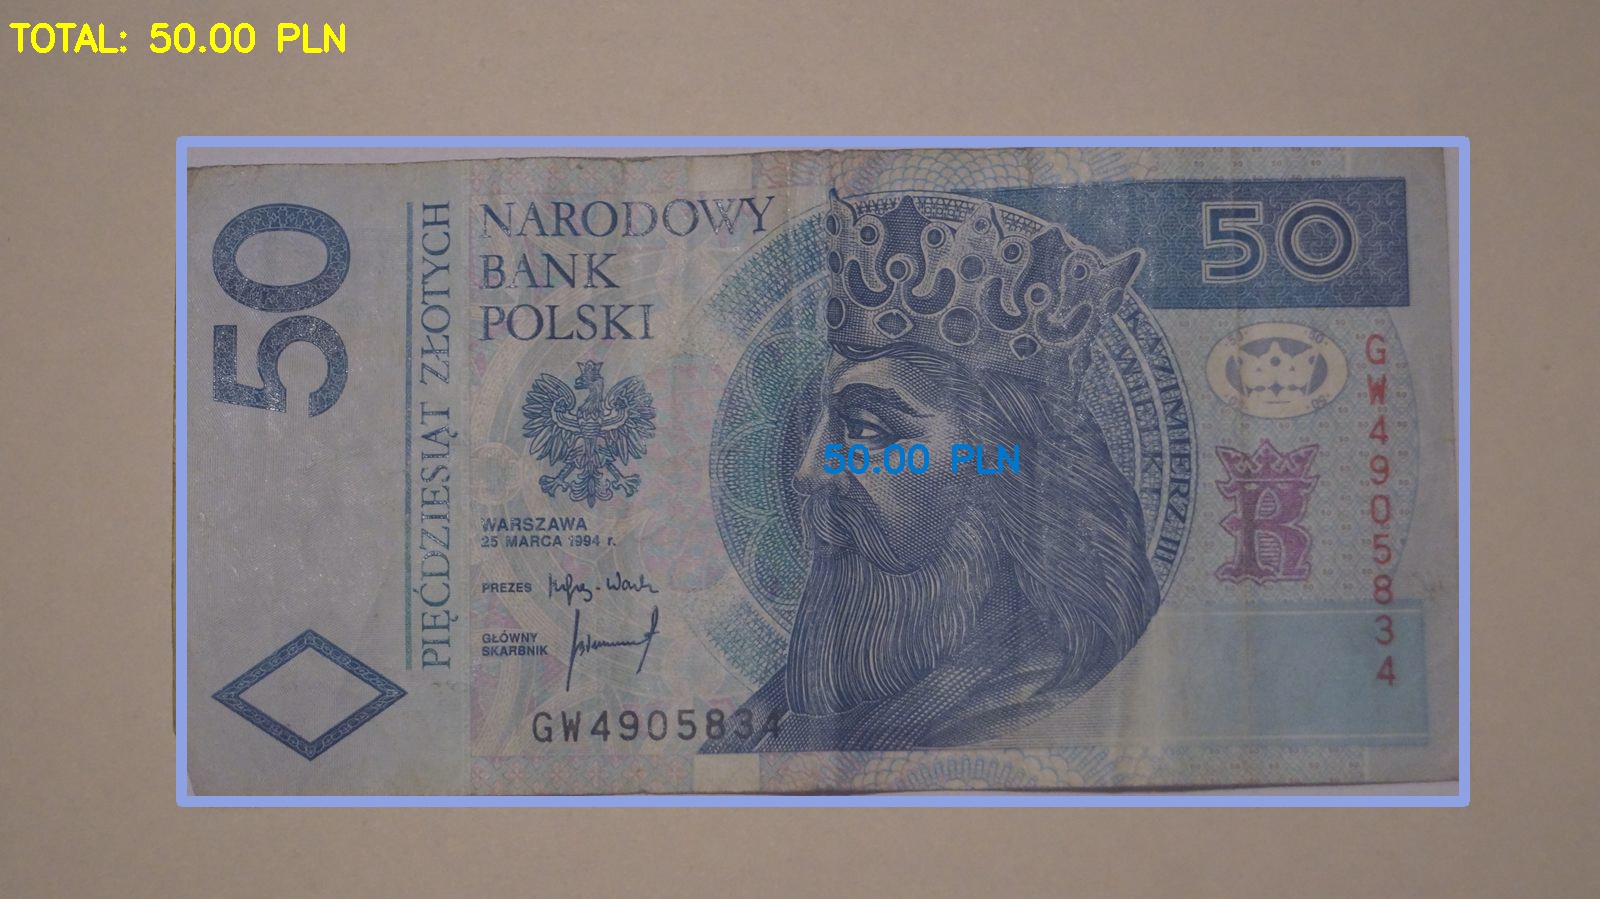 TOTAL: 50.00 PLN
50
PIĘĆDZIESIĄT ZŁOTYCH
NARODOWY
BANK
POLSKI
50
KAZIMIERZ III
WIELKI
GW4905834
50.00 PLN
WARSZAWA
25 MARCA 1994 r.
PREZES
GŁÓWNY
SKARBNIK
GW4905834